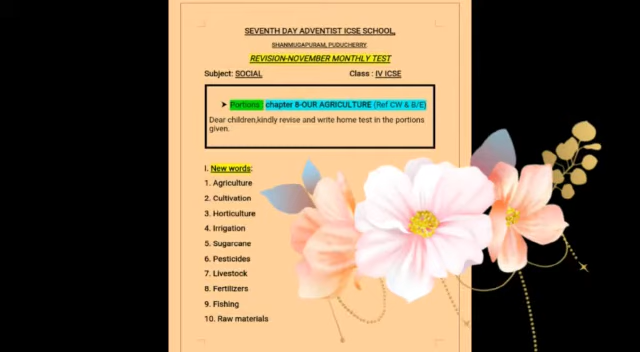 SEVENTH DAY ADVENTIST ICSE SCHOOL,
SHANMUGAPURAM, PUDUCHERRY.
REVISION-NOVEMBER MONTHLY TEST
Subject: SOCIAL Class : IV ICSE
➤ Portions : chapter 8-OUR AGRICULTURE (Ref CW & B/E)
Dear children,kindly revise and write home test in the portions
given.
I. New words:
1. Agriculture
2. Cultivation
3. Horticulture
4. Irrigation
5. Sugarcane
6. Pesticides
7. Livestock
8. Fertilizers
9. Fishing
10. Raw materials